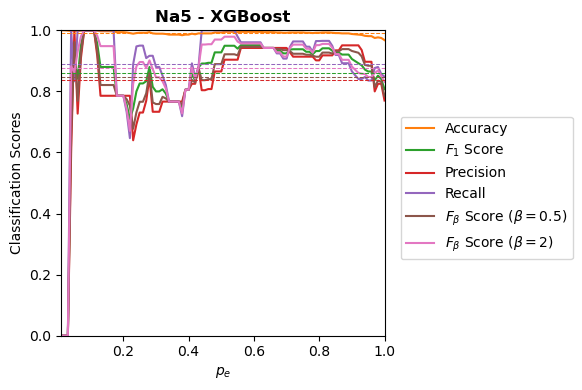 Na5 - XGBoost
Classification Scores
1.0
0.8
0.6
0.4
0.2
0.0
0.2 0.4 0.6 0.8 1.0
p_e
Accuracy
F_1 Score
Precision
Recall
F_β Score (β = 0.5)
F_β Score (β = 2)